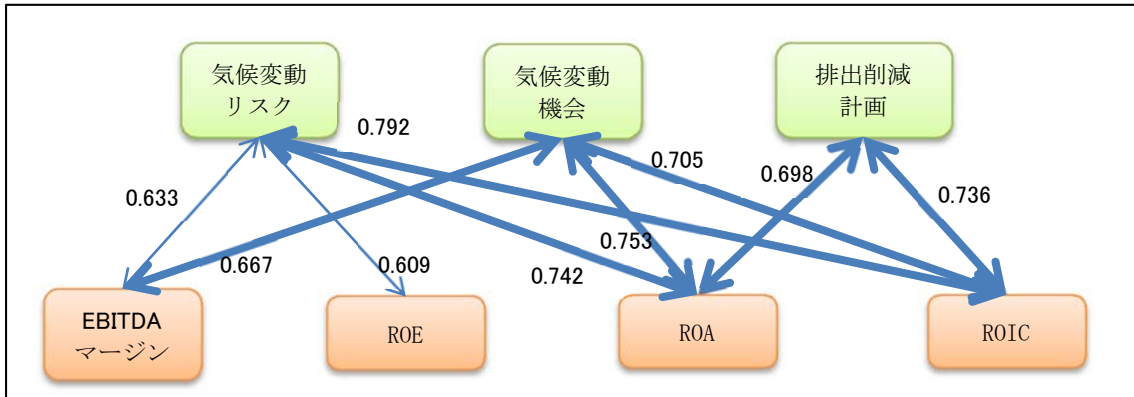 気候変動
リスク
気候変動
機会
排出削減
計画
0.792
0.705
0.698
0.633
0.736
0.667
0.609
0.753
0.742
EBITDA
マージン
ROE
ROA
ROIC